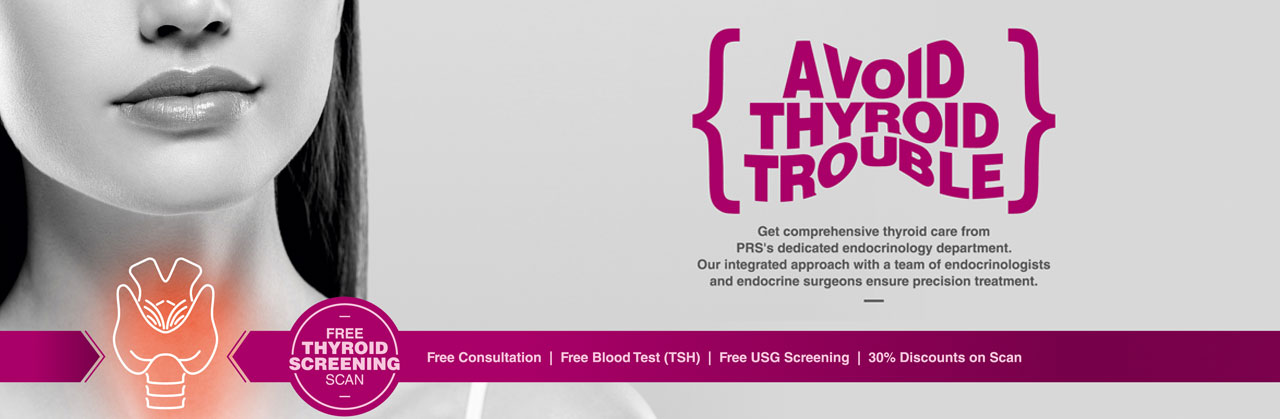 { AVOID
THYROID
TROUBLE }
Get comprehensive thyroid care from
PRS's dedicated endocrinology department.
Our integrated approach with a team of endocrinologists
and endocrine surgeons ensure precision treatment.
FREE
THYROID
SCREENING
SCAN
Free Consultation | Free Blood Test (TSH) | Free USG Screening | 30% Discounts on Scan